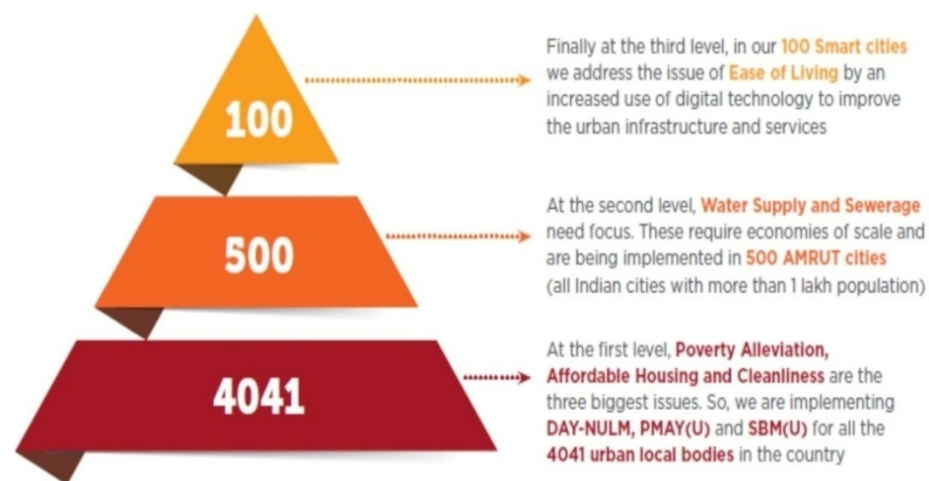 100
Finally at the third level, in our 100 Smart cities
we address the issue of Ease of Living by an
increased use of digital technology to improve
the urban infrastructure and services
500
At the second level, Water Supply and Sewerage
need focus. These require economies of scale and
are being implemented in 500 AMRUT cities
(all Indian cities with more than 1 lakh population)
4041
At the first level, Poverty Alleviation,
Affordable Housing and Cleanliness are the
three biggest issues. So, we are implementing
DAY-NULM, PMAY(U) and SBM(U) for all the
4041 urban local bodies in the country